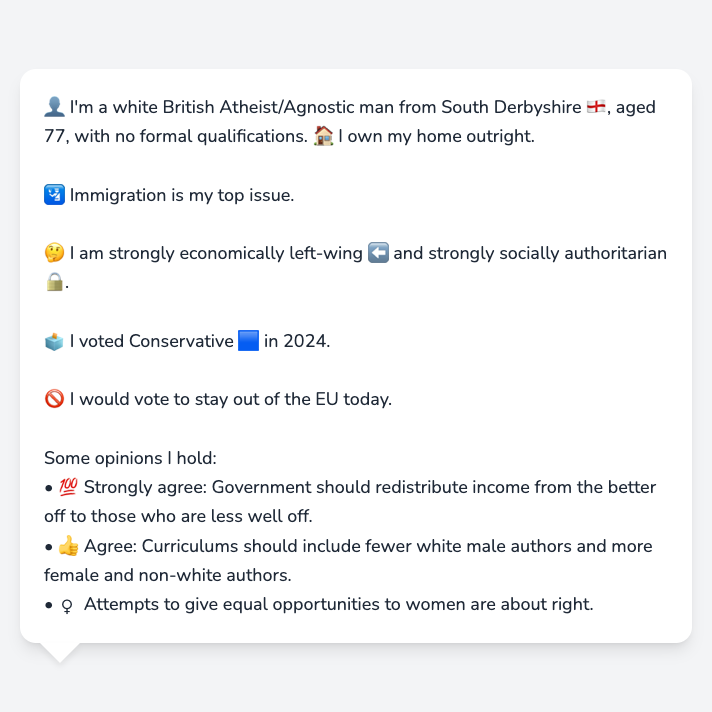 👤 I'm a white British Atheist/Agnostic man from South Derbyshire 🏴󠁧󠁢󠁥󠁮󠁧󠁿, aged
77, with no formal qualifications. 🏠 I own my home outright.
🛂 Immigration is my top issue.
🤔 I am strongly economically left-wing ⬅️ and strongly socially authoritarian
🔒.
🗳️ I voted Conservative 🟦 in 2024.
🚫 I would vote to stay out of the EU today.
Some opinions I hold:
• 💯 Strongly agree: Government should redistribute income from the better
off to those who are less well off.
• 👍 Agree: Curriculums should include fewer white male authors and more
female and non-white authors.
• ♀ Attempts to give equal opportunities to women are about right.